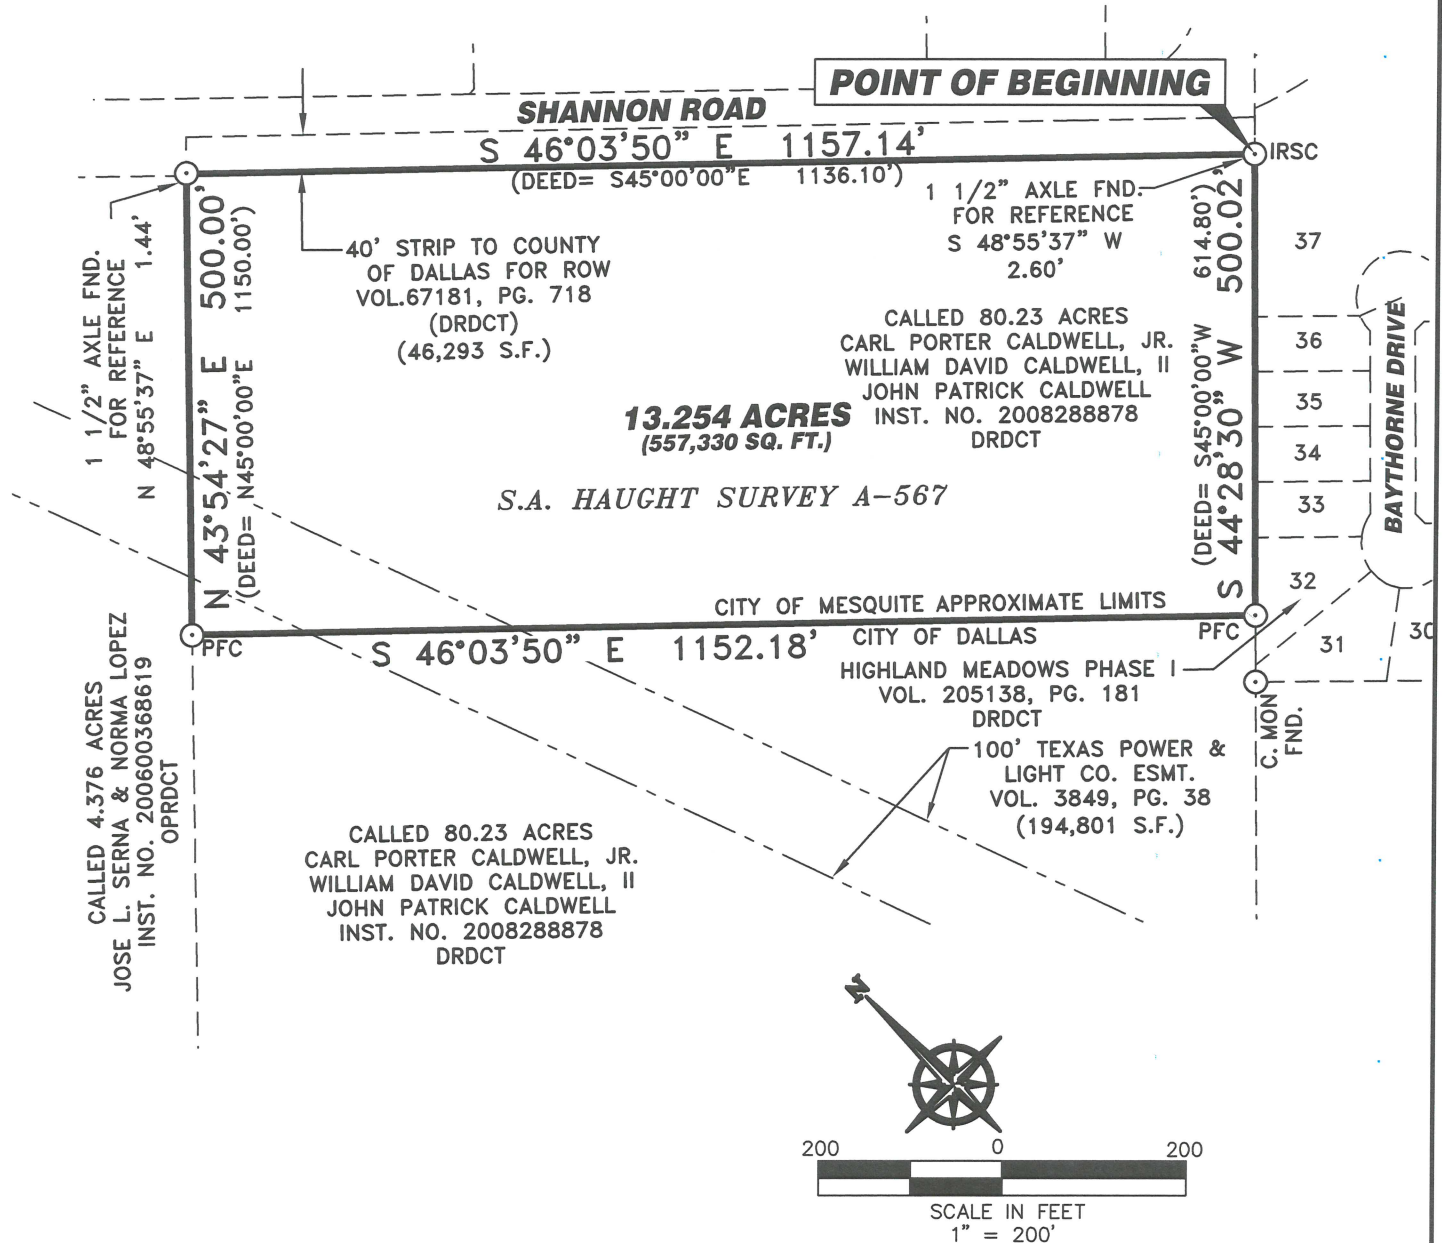 POINT OF BEGINNING
SHANNON ROAD
S 46°03'50" E 1157.14'
(DEED= S45°00'00"E 1136.10')
IRSC
1 1/2" AXLE FND.
FOR REFERENCE
S 48°55'37" W
2.60'
40' STRIP TO COUNTY
OF DALLAS FOR ROW
VOL.67181, PG. 718
(DRDCT)
(46,293 S.F.)
1 1/2" AXLE FND.
FOR REFERENCE
N 48°55'37" E 1.44'
N 43°54'27" E 500.00'
(DEED= N45°00'00"E 1150.00')
CALLED 80.23 ACRES
CARL PORTER CALDWELL, JR.
WILLIAM DAVID CALDWELL, II
JOHN PATRICK CALDWELL
INST. NO. 2008288878
DRDCT
13.254 ACRES
(557,330 SQ. FT.)
S.A. HAUGHT SURVEY A-567
(DEED= S45°00'00"W 614.80')
S 44°28'30" W 500.02'
37
36
35
34
33
32
31
30
BAYTHORNE DRIVE
CITY OF MESQUITE APPROXIMATE LIMITS
CITY OF DALLAS
PFC
PFC
S 46°03'50" E 1152.18'
HIGHLAND MEADOWS PHASE I
VOL. 205138, PG. 181
DRDCT
C. MON
FND.
100' TEXAS POWER &
LIGHT CO. ESMT.
VOL. 3849, PG. 38
(194,801 S.F.)
CALLED 4.376 ACRES
JOSE L. SERNA & NORMA LOPEZ
INST. NO. 200600368619
OPRDCT
CALLED 80.23 ACRES
CARL PORTER CALDWELL, JR.
WILLIAM DAVID CALDWELL, II
JOHN PATRICK CALDWELL
INST. NO. 2008288878
DRDCT
N
200 0 200
SCALE IN FEET
1" = 200'